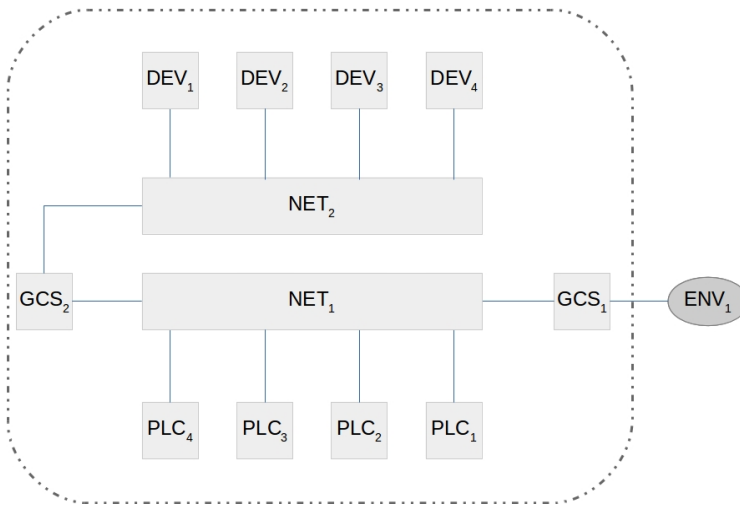 DEV₁ DEV₂ DEV₃ DEV₄
NET₂
GCS₂ NET₁ GCS₁ ENV₁
PLC₄ PLC₃ PLC₂ PLC₁